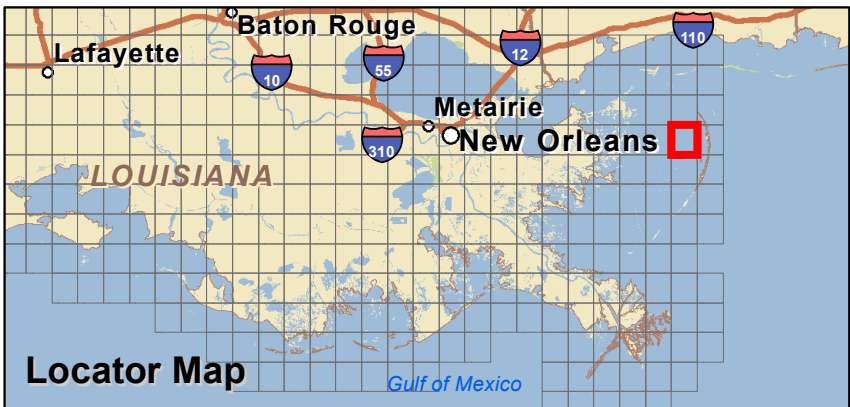 Baton Rouge
110
Lafayette
12
55
10
Metairie
New Orleans
310
LOUISIANA
Locator Map
Gulf of Mexico